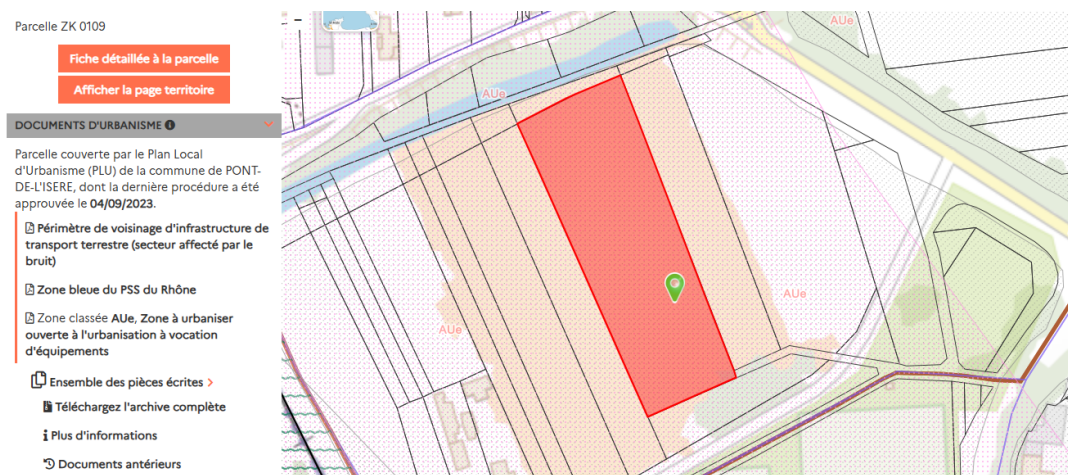 Parcelle ZK 0109
Fiche détaillée à la parcelle
Afficher la page territoire
DOCUMENTS D'URBANISME
Parcelle couverte par le Plan Local
d'Urbanisme (PLU) de la commune de PONT-
DE-L'ISERE, dont la dernière procédure a été
approuvée le 04/09/2023.
Périmètre de voisinage d'infrastructure de
transport terrestre (secteur affecté par le
bruit)
Zone bleue du PSS du Rhône
Zone classée AUe, Zone à urbaniser
ouverte à l'urbanisation à vocation
d'équipements
Ensemble des pièces écrites >
Téléchargez l'archive complète
Plus d'informations
Documents antérieurs
AUe
AUe
AUe
AUe